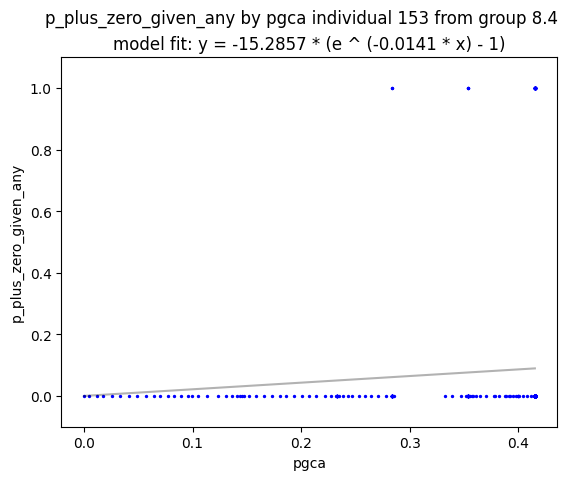 p_plus_zero_given_any by pgca individual 153 from group 8.4
model fit: y = -15.2857 * (e ^ (-0.0141 * x) - 1)
1.0
0.8
0.6
0.4
0.2
0.0
p_plus_zero_given_any
0.0 0.1 0.2 0.3 0.4
pgca